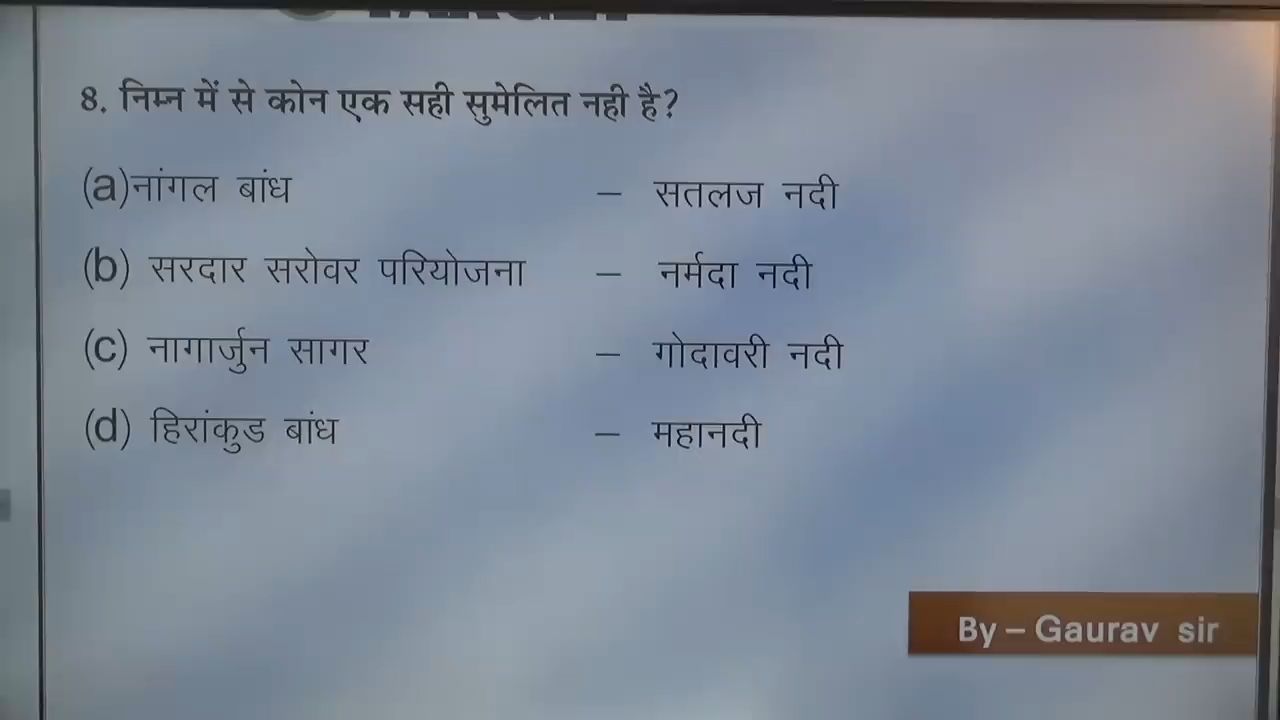 8. निम्न में से कोन एक सही सुमेलित नही है?
(a)नांगल बांध – सतलज नदी
(b) सरदार सरोवर परियोजना – नर्मदा नदी
(c) नागार्जुन सागर – गोदावरी नदी
(d) हिरांकुड बांध – महानदी
By – Gaurav sir